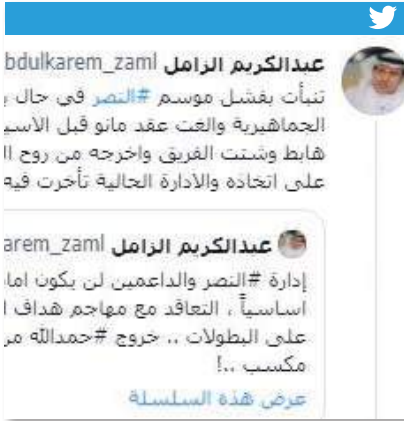 عبدالكريم الزامل bdulkarem_zaml
تنبأت بفشل موسم #النصر في حال
الجماهيرية والغت عقد مانو قبل الاسي
هابط وشتت الفريق واخرجه من روح ا
على اتخاذه والادارة الحالية تأخرت فيه
عبدالكريم الزامل arem_zaml
إدارة #النصر والداعمين لن يكون اما
اساسياً ، التعاقد مع مهاجم هداف ا
على البطولات .. خروج #حمدالله مر
مكسب ..!
عرض هذه السلسلة